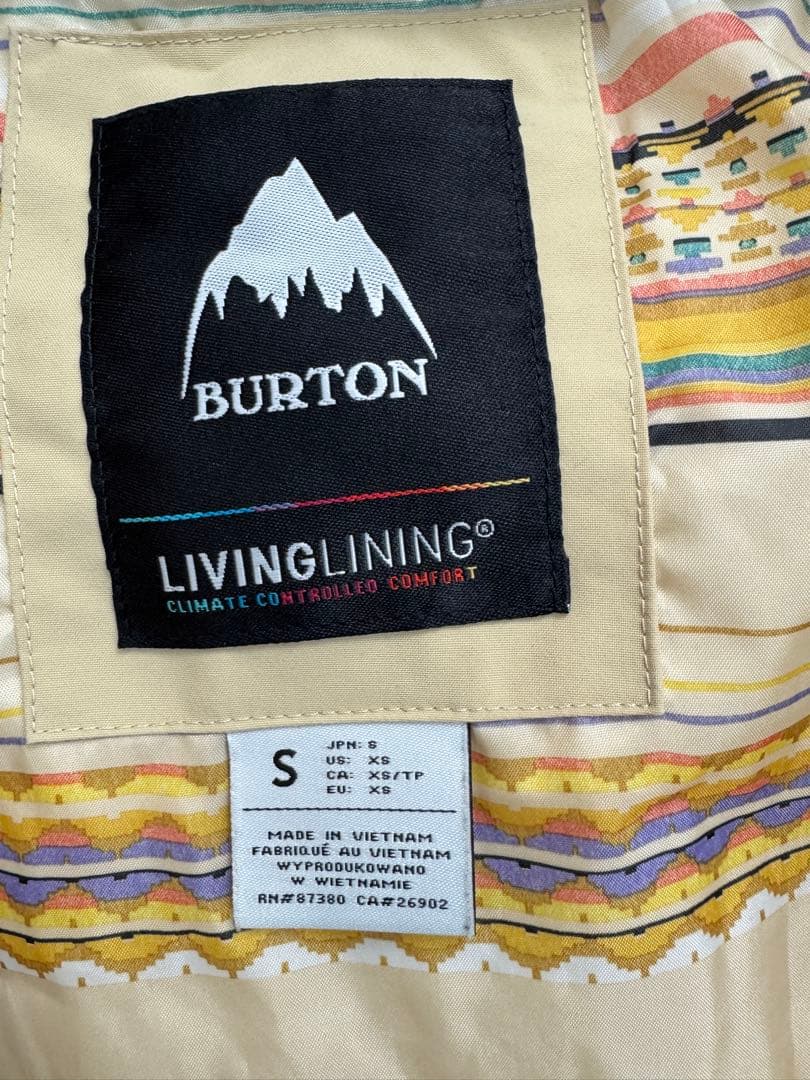 BURTON
LIVINGLINING®
CLIMATE CONTROLLED COMFORT
S
JPN: S
US: XS
CA: XS/TP
EU: XS
MADE IN VIETNAM
FABRIQUÉ AU VIETNAM
WYPRODUKOWANO
W WIETNAMIE
RN#87380 CA#26902